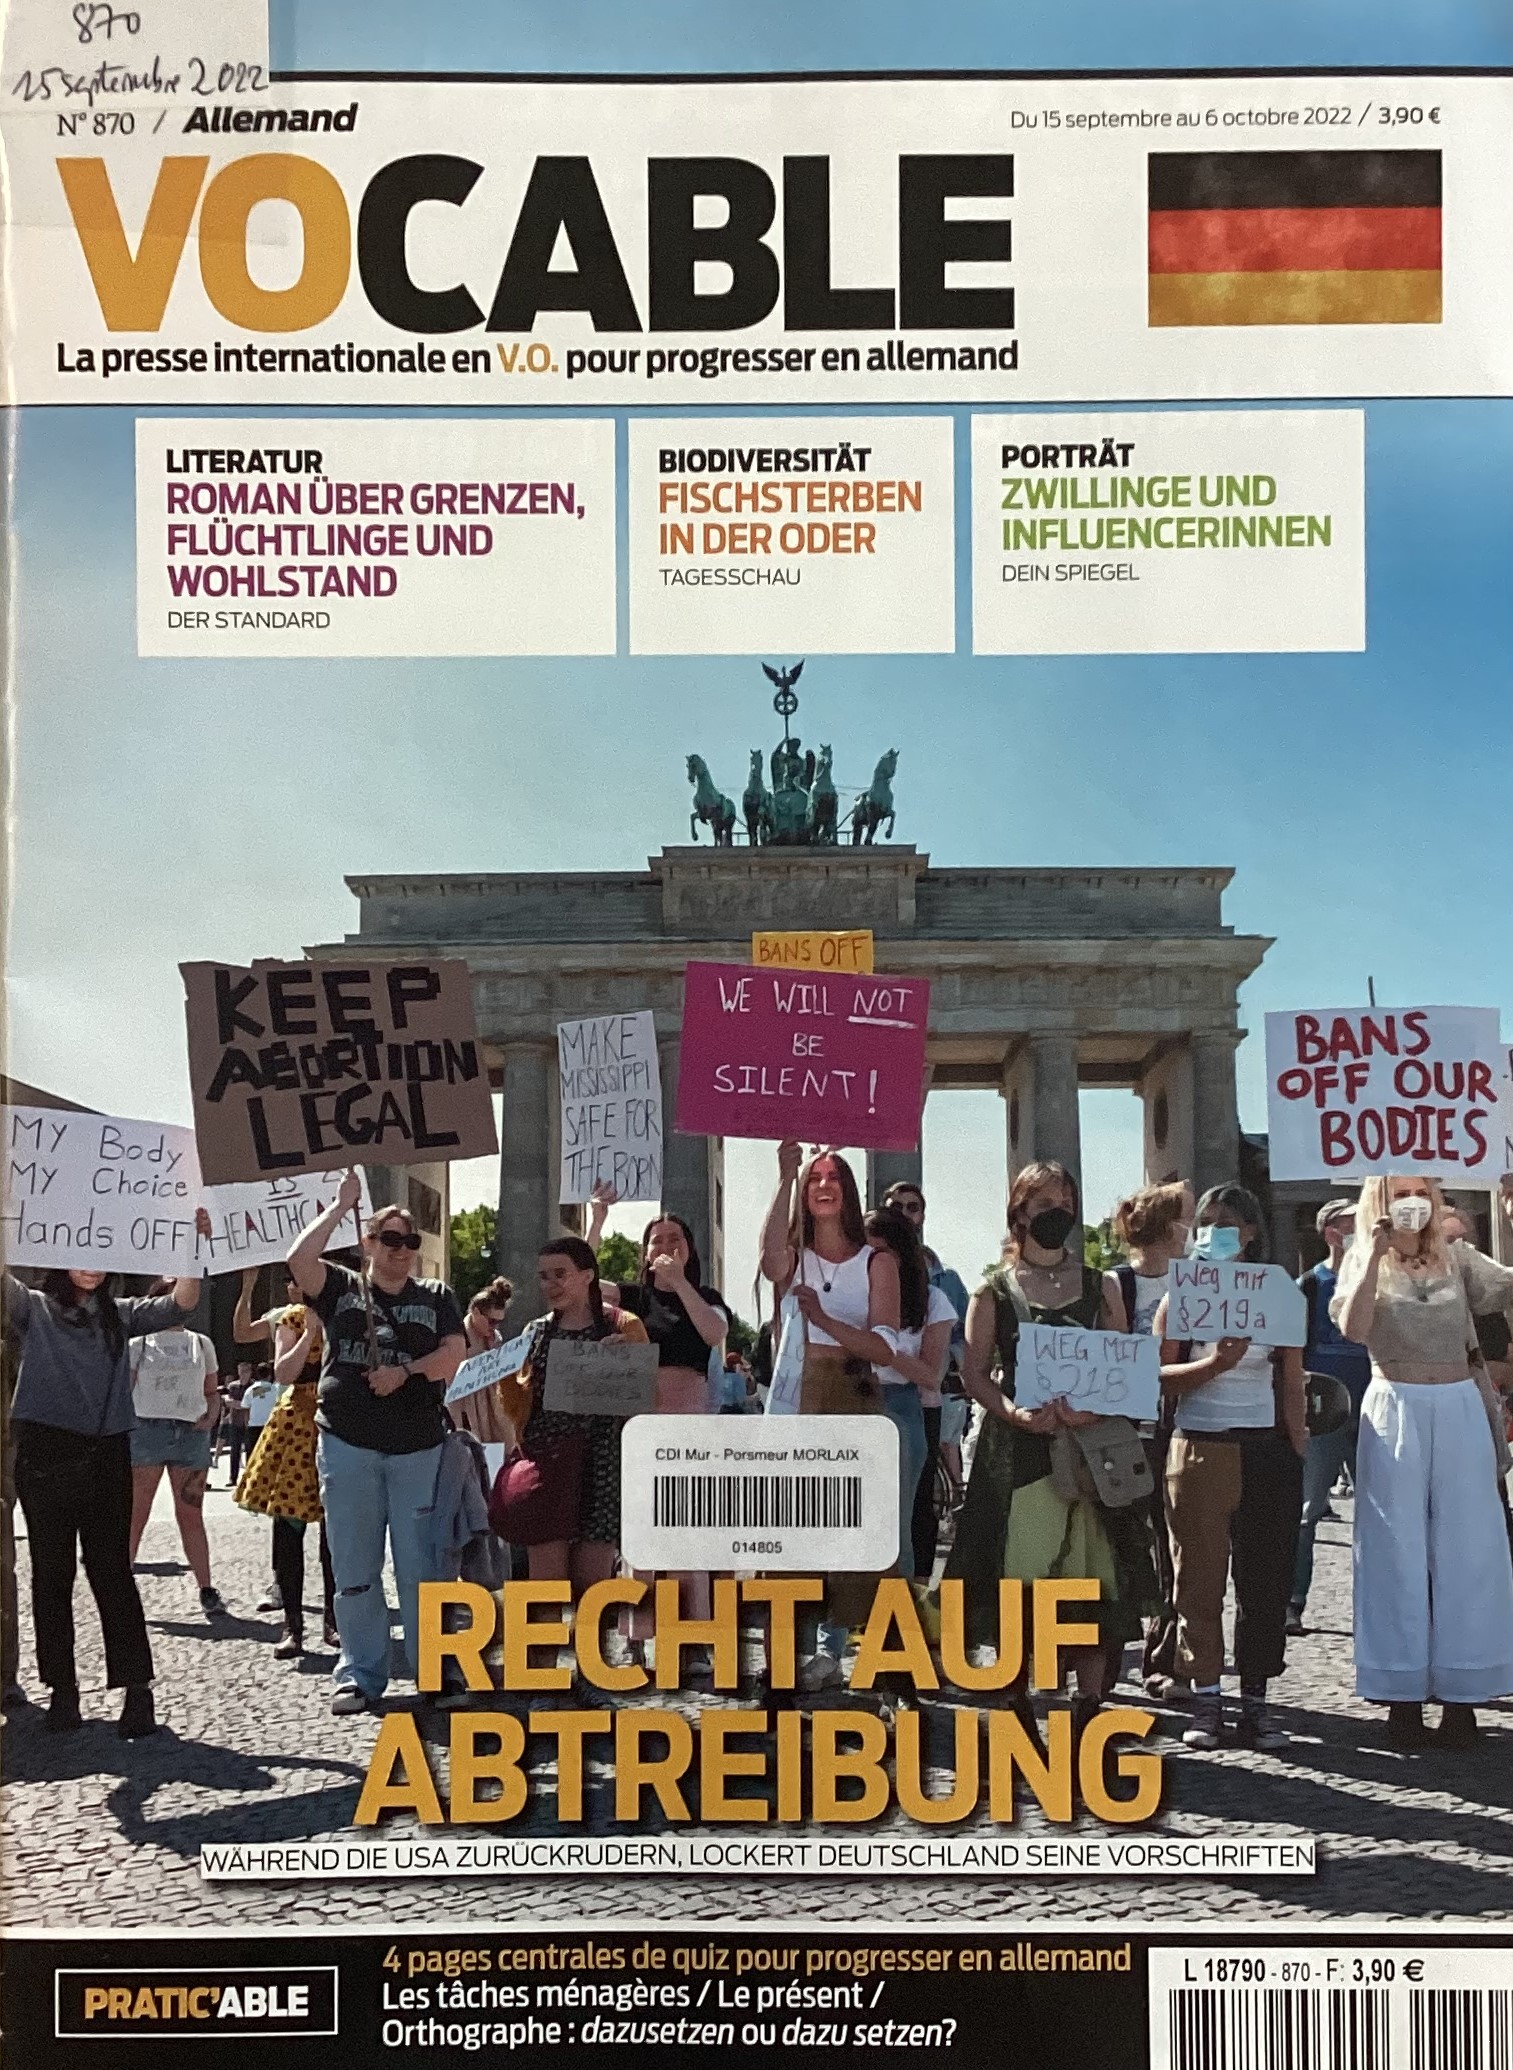 870
15 septembre 2022
N° 870 / Allemand
Du 15 septembre au 6 octobre 2022 / 3,90 €
VOCABLE
La presse internationale en V.O. pour progresser en allemand
LITERATUR
ROMAN ÜBER GRENZEN,
FLÜCHTLINGE UND
WOHLSTAND
DER STANDARD
BIODIVERSITÄT
FISCHSTERBEN
IN DER ODER
TAGESSCHAU
PORTRÄT
ZWILLINGE UND
INFLUENCERINNEN
DEIN SPIEGEL
BANS OFF
WE WILL NOT
BE
SILENT!
KEEP
ABORTION
LEGAL
MAKE
MISSISSIPPI
SAFE FOR
THE BORN
BANS
OFF OUR
BODIES
MY Body
MY Choice
Hands OFF!
IS
HEALTHCARE
Weg mit
§219a
WEG MIT
§218
BANS
OFF OUR
BODIES
FOR
CDI Mur - Porsmeur MORLAIX
014805
RECHT AUF
ABTREIBUNG
WÄHREND DIE USA ZURÜCKRUDERN, LOCKERT DEUTSCHLAND SEINE VORSCHRIFTEN
PRATIC'ABLE
4 pages centrales de quiz pour progresser en allemand
Les tâches ménagères / Le présent /
Orthographe : dazusetzen ou dazu setzen?
L 18790 - 870 - F: 3,90 €